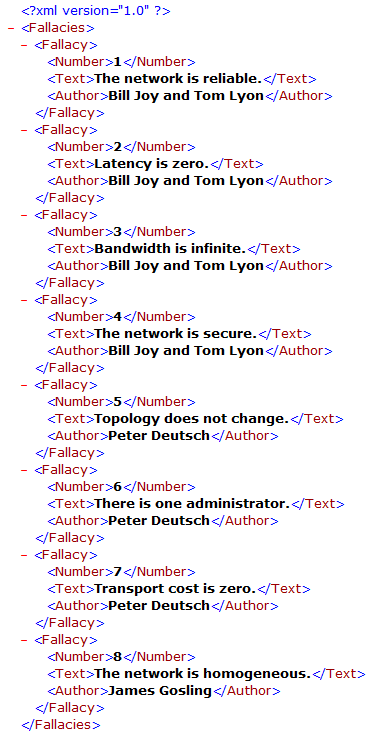 <?xml version="1.0" ?>
– <Fallacies>
– <Fallacy>
<Number>1</Number>
<Text>The network is reliable.</Text>
<Author>Bill Joy and Tom Lyon</Author>
</Fallacy>
– <Fallacy>
<Number>2</Number>
<Text>Latency is zero.</Text>
<Author>Bill Joy and Tom Lyon</Author>
</Fallacy>
– <Fallacy>
<Number>3</Number>
<Text>Bandwidth is infinite.</Text>
<Author>Bill Joy and Tom Lyon</Author>
</Fallacy>
– <Fallacy>
<Number>4</Number>
<Text>The network is secure.</Text>
<Author>Bill Joy and Tom Lyon</Author>
</Fallacy>
– <Fallacy>
<Number>5</Number>
<Text>Topology does not change.</Text>
<Author>Peter Deutsch</Author>
</Fallacy>
– <Fallacy>
<Number>6</Number>
<Text>There is one administrator.</Text>
<Author>Peter Deutsch</Author>
</Fallacy>
– <Fallacy>
<Number>7</Number>
<Text>Transport cost is zero.</Text>
<Author>Peter Deutsch</Author>
</Fallacy>
– <Fallacy>
<Number>8</Number>
<Text>The network is homogeneous.</Text>
<Author>James Gosling</Author>
</Fallacy>
</Fallacies>